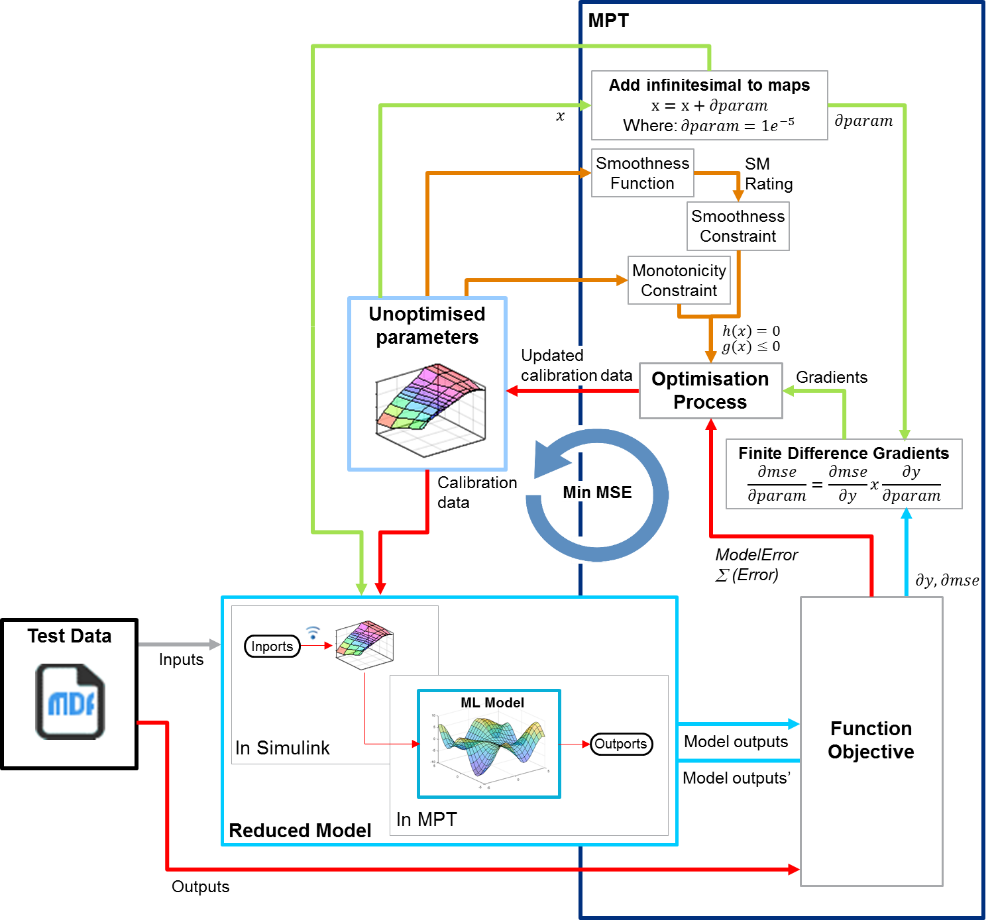 MPT
Add infinitesimal to maps
x = x + ∂param
Where: ∂param = 1e⁻⁵
x
∂param
Smoothness
Function
SM
Rating
Smoothness
Constraint
Monotonicity
Constraint
h(x) = 0
g(x) ≤ 0
Unoptimised
parameters
Updated
calibration data
Optimisation
Process
Gradients
Finite Difference Gradients
∂mse/∂param = ∂mse/∂y x ∂y/∂param
Calibration
data
Min MSE
ModelError
∑ (Error)
∂y, ∂mse
Test Data
MDF
Inputs
Inports
In Simulink
ML Model
Outports
In MPT
Reduced Model
Model outputs
Model outputs’
Function
Objective
Outputs